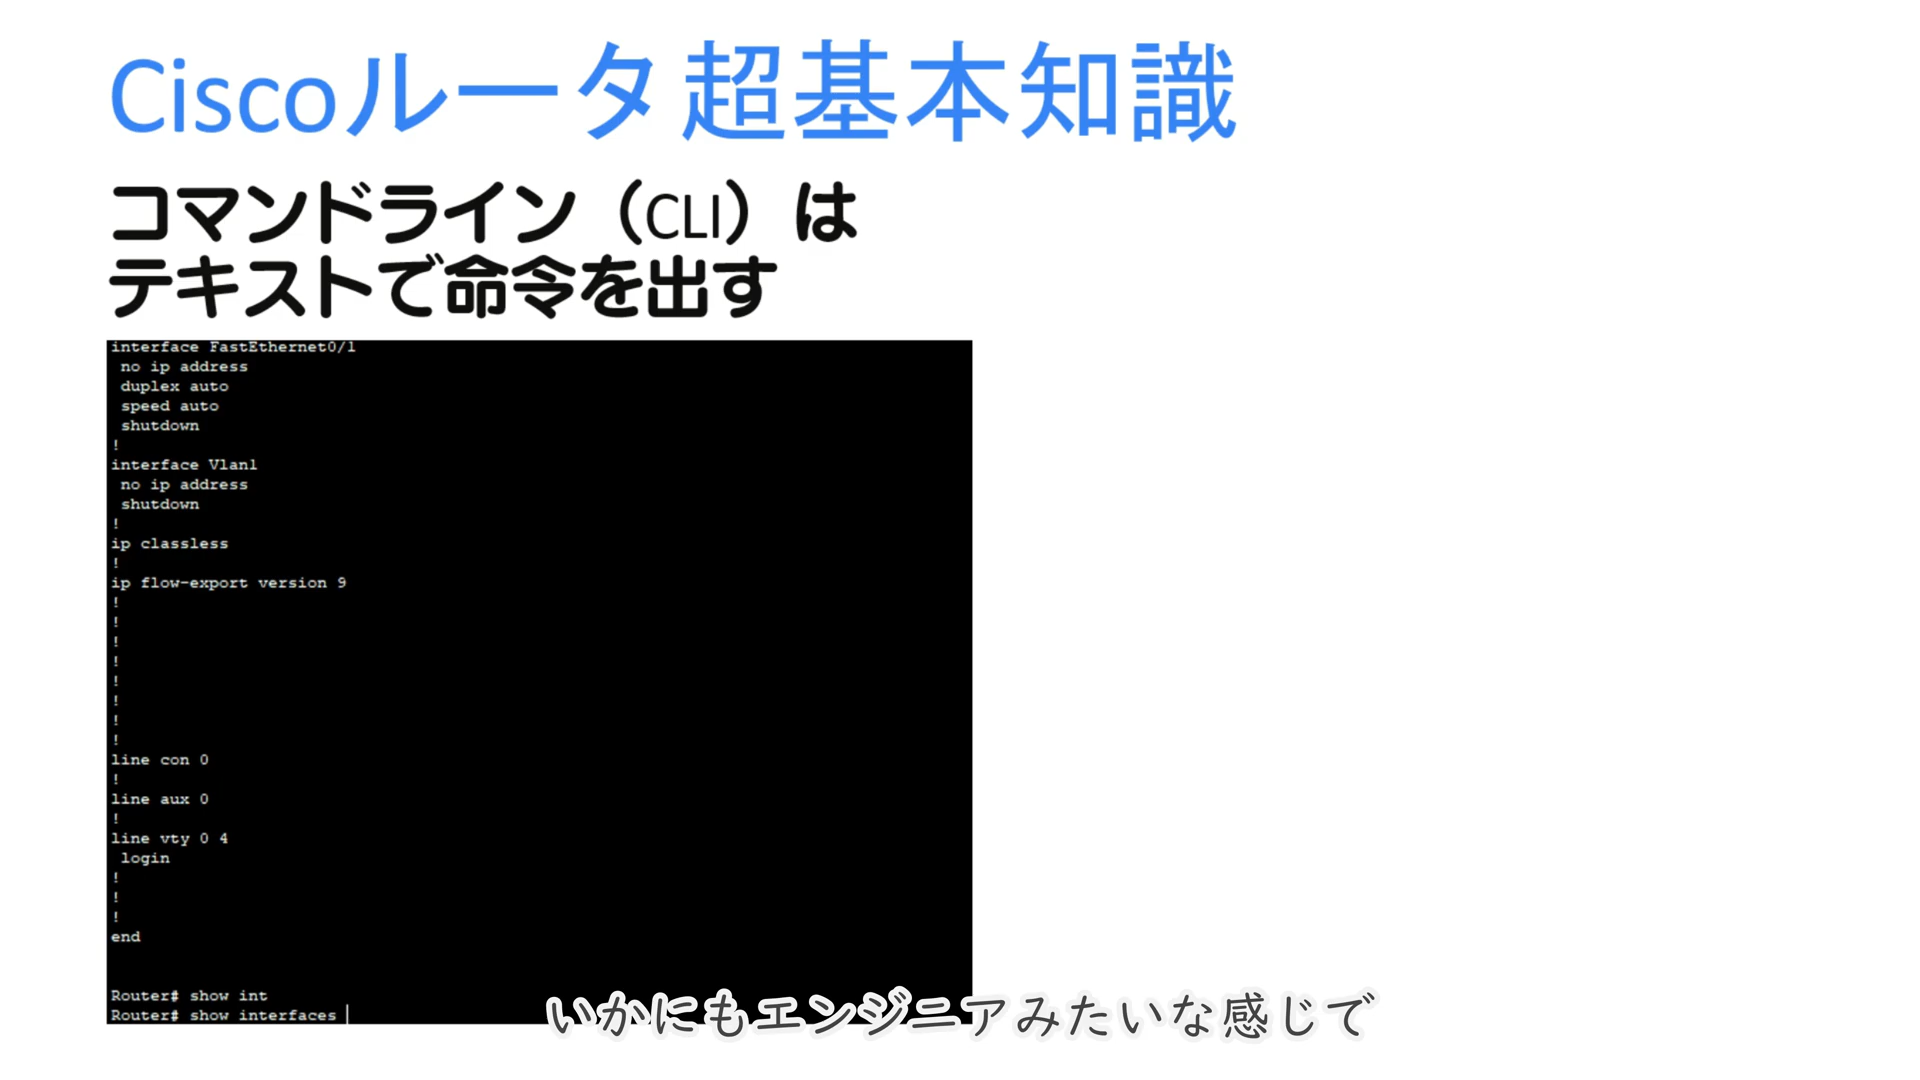 Ciscoルータ超基本知識
コマンドライン（CLI）は
テキストで命令を出す
interface FastEthernet0/1
 no ip address
 duplex auto
 speed auto
 shutdown
!
interface Vlan1
 no ip address
 shutdown
!
ip classless
!
ip flow-export version 9
!
!
!
!
!
!
!
!
line con 0
!
line aux 0
!
line vty 0 4
 login
!
!
!
end
Router# show int
Router# show interfaces
いかにもエンジニアみたいな感じで